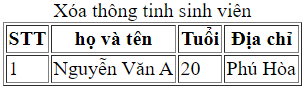 Xóa thông tinh sinh viên
STT họ và tên Tuổi Địa chỉ
1 Nguyễn Văn A 20 Phú Hòa